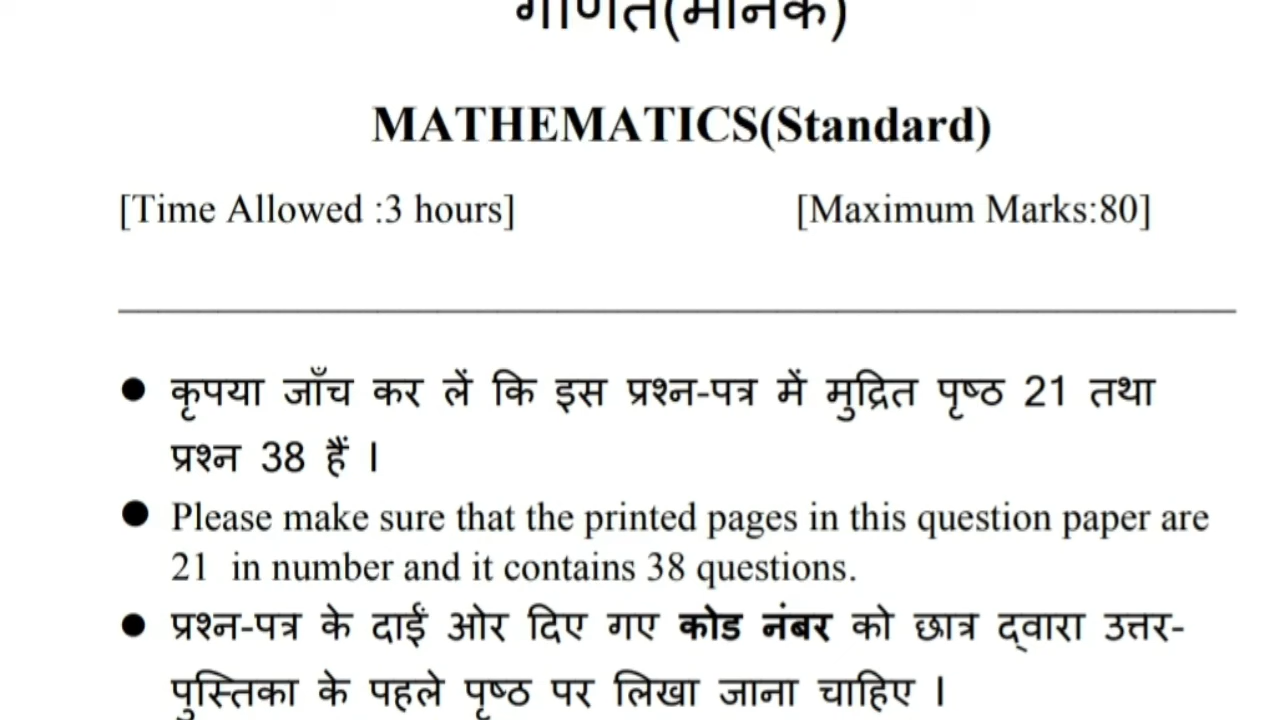 गणित(मानक)
MATHEMATICS(Standard)
[Time Allowed :3 hours] [Maximum Marks:80]
कृपया जाँच कर लें कि इस प्रश्न-पत्र में मुद्रित पृष्ठ 21 तथा
प्रश्न 38 हैं ।
Please make sure that the printed pages in this question paper are
21 in number and it contains 38 questions.
प्रश्न-पत्र के दाईं ओर दिए गए कोड नंबर को छात्र द्वारा उत्तर-
पुस्तिका के पहले पृष्ठ पर लिखा जाना चाहिए ।